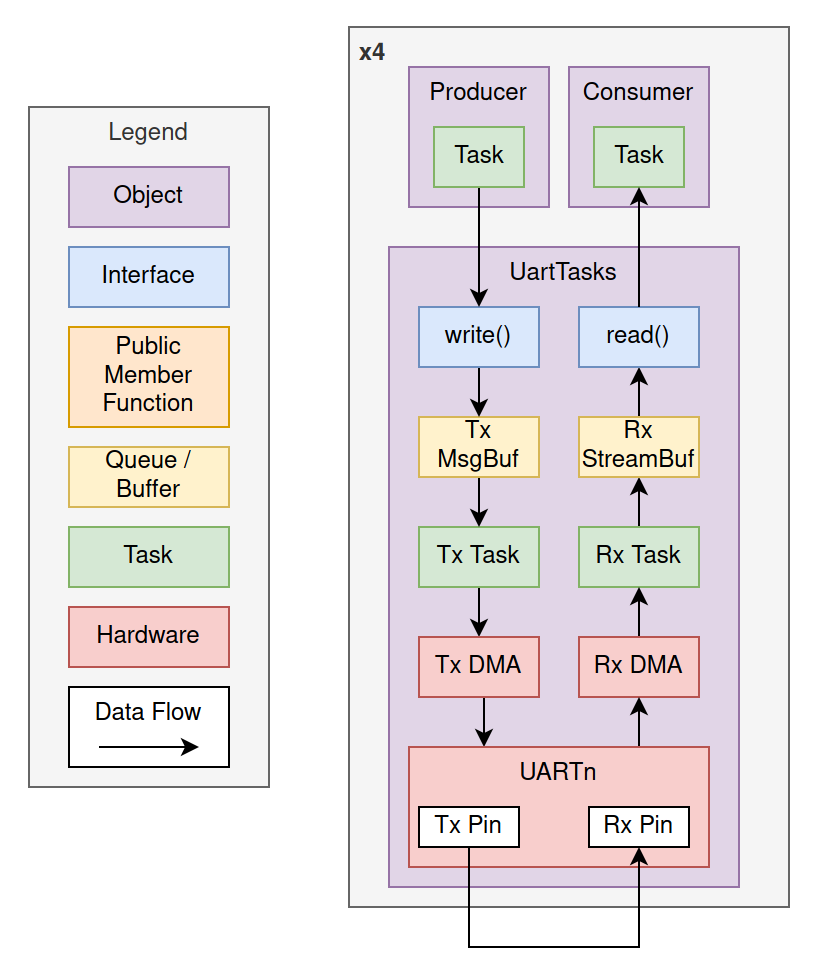 Legend
Object
Interface
Public
Member
Function
Queue /
Buffer
Task
Hardware
Data Flow
x4
Producer
Task
Consumer
Task
UartTasks
write()
read()
Tx
MsgBuf
Rx
StreamBuf
Tx Task
Rx Task
Tx DMA
Rx DMA
UARTn
Tx Pin
Rx Pin